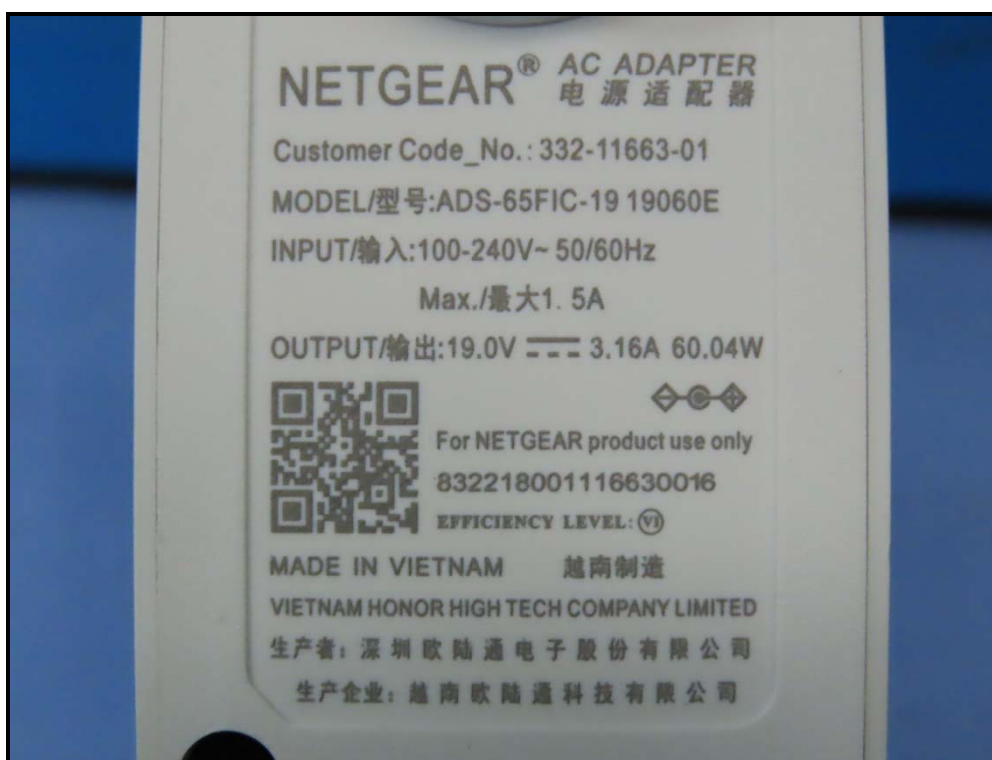 NETGEAR® AC ADAPTER
电源适配器
Customer Code_No.: 332-11663-01
MODEL/型号:ADS-65FIC-19 19060E
INPUT/输入:100-240V~ 50/60Hz
Max./最大1. 5A
OUTPUT/输出:19.0V ⎓ 3.16A 60.04W
For NETGEAR product use only
832218001116630016
EFFICIENCY LEVEL: VI
MADE IN VIETNAM 越南制造
VIETNAM HONOR HIGH TECH COMPANY LIMITED
生产者: 深圳欧陆通电子股份有限公司
生产企业: 越南欧陆通科技有限公司